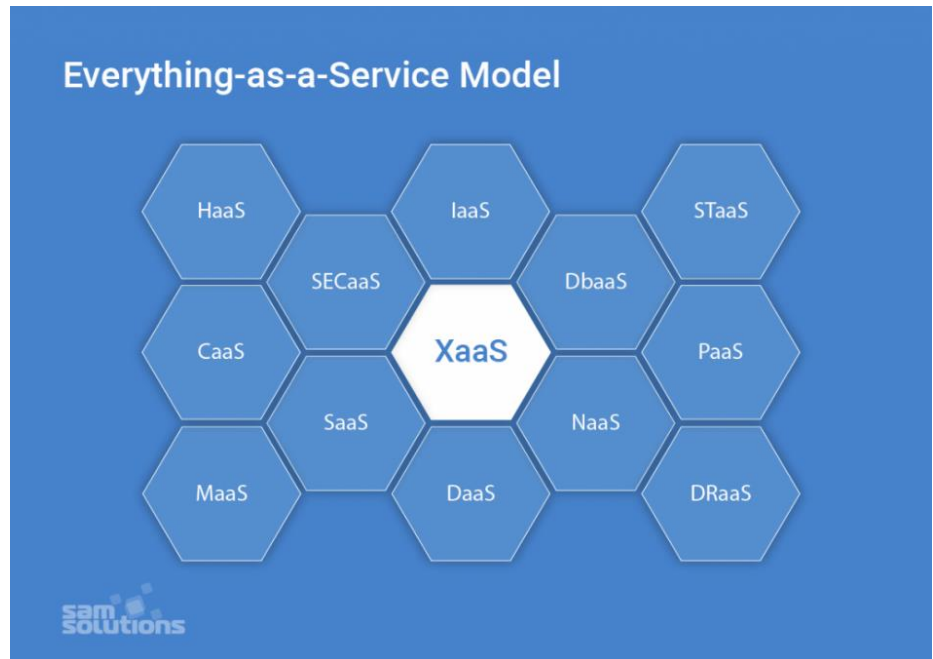 Everything-as-a-Service Model
HaaS
IaaS
STaaS
SECaaS
DbaaS
CaaS
XaaS
PaaS
SaaS
NaaS
MaaS
DaaS
DRaaS
sam
solutions